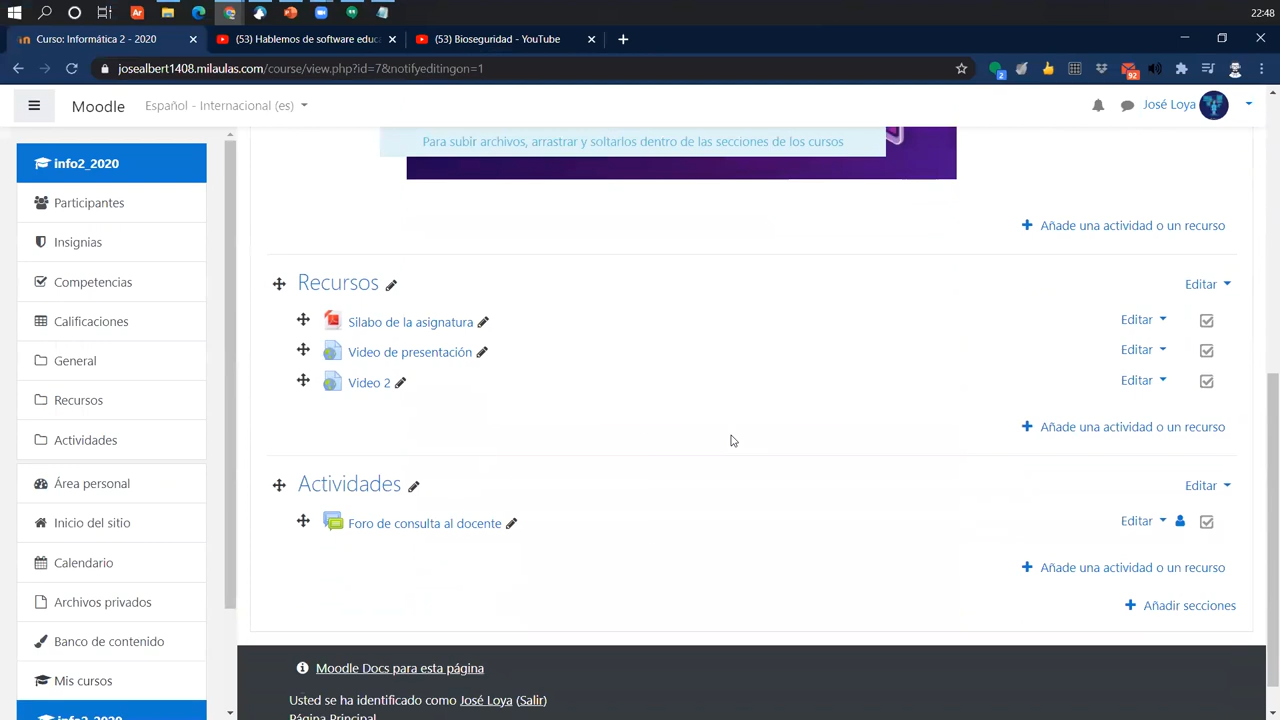 22:48
Curso: Informática 2 - 2020
(53) Hablemos de software educa
(53) Bioseguridad - YouTube
josealbert1408.milaulas.com/course/view.php?id=7&notifyeditingon=1
2
92
Moodle
Español - Internacional (es)
José Loya
Para subir archivos, arrastrar y soltarlos dentro de las secciones de los cursos
info2_2020
Participantes
Insignias
Competencias
Calificaciones
General
Recursos
Actividades
Área personal
Inicio del sitio
Calendario
Archivos privados
Banco de contenido
Mis cursos
info2_2020
Añade una actividad o un recurso
Recursos
Editar
Silabo de la asignatura
Editar
Video de presentación
Editar
Video 2
Editar
Añade una actividad o un recurso
Actividades
Editar
Foro de consulta al docente
Editar
Añade una actividad o un recurso
Añadir secciones
Moodle Docs para esta página
Usted se ha identificado como José Loya (Salir)
Página Principal